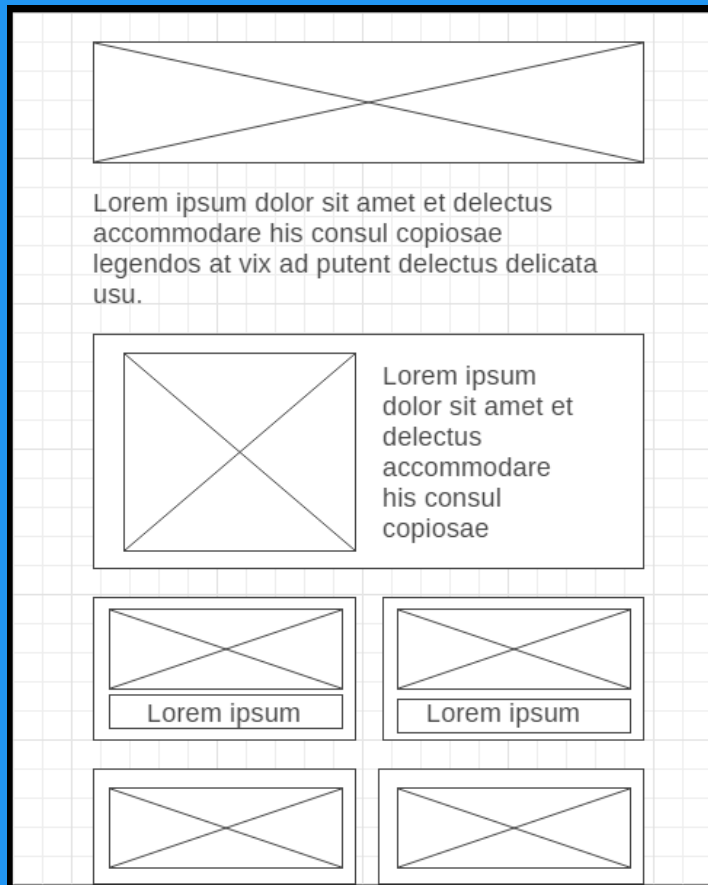 Lorem ipsum dolor sit amet et delectus
accommodare his consul copiosae
legendos at vix ad putent delectus delicata
usu.
Lorem ipsum
dolor sit amet et
delectus
accommodare
his consul
copiosae
Lorem ipsum
Lorem ipsum